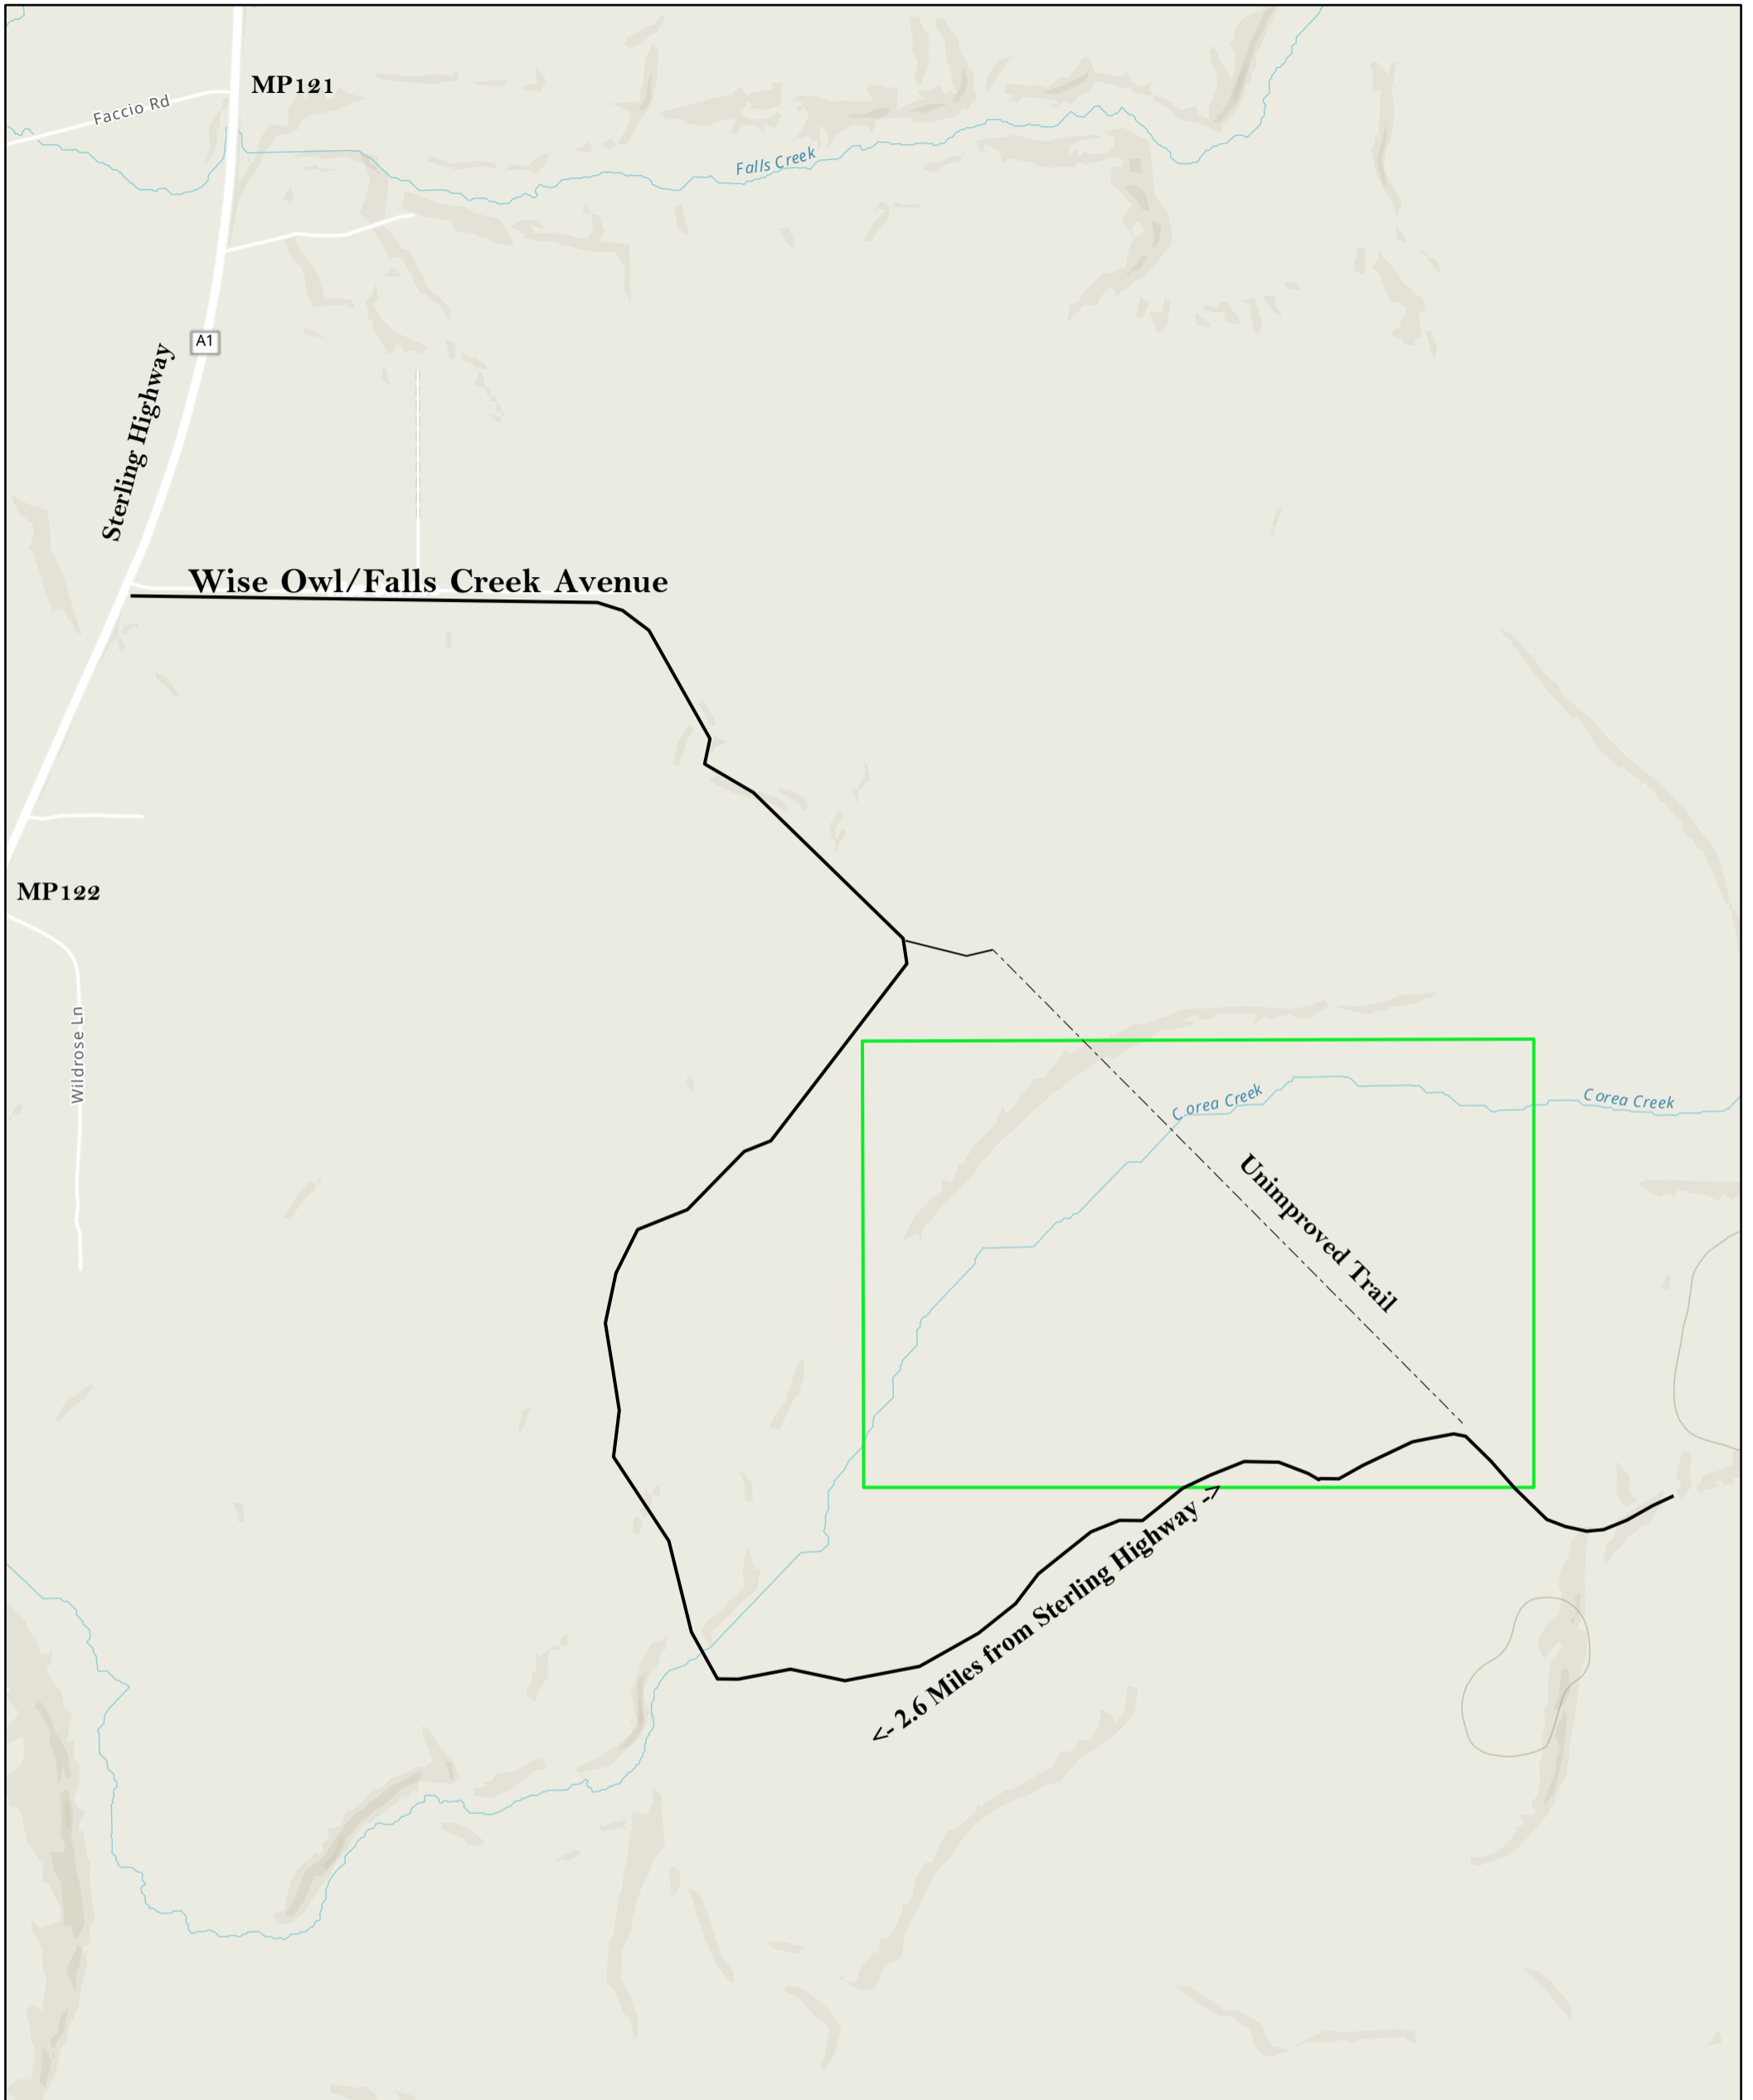 MP121
Faccio Rd
Falls Creek
A1
Sterling Highway
Wise Owl/Falls Creek Avenue
MP122
Wildrose Ln
Corea Creek
Corea Creek
Unimproved Trail
<- 2.6 Miles from Sterling Highway ->